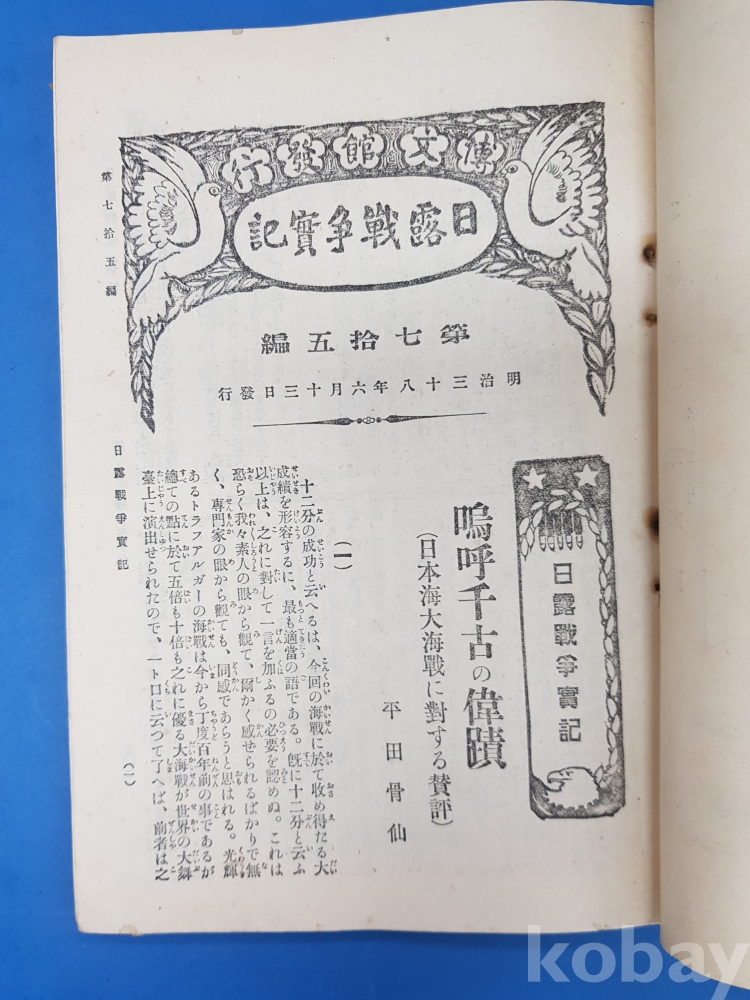 博文館發行
日露戰爭實記
第七拾五編
明治三十八年六月十三日發行
日露戰爭實記
嗚呼千古の偉蹟
(日本海大海戰に對する賛評)
平田骨仙
(一)
十二分の成功と云へるは、今回の海戰に於て收め得たる大
成績を形容するに、最も適當の語である。既に十二分と云ふ
以上は、之れに對して一言を加ふるの必要を認めぬ。これは
恐らく我々素人の眼から觀て、爾かく感せられるばかりで無
く、專門家の眼から觀ても、同感であらうと思はれる。光輝
あるトラフアルガーの海戰は今から丁度百年前の事であるが
總ての點に於て五倍も十倍も之れに優る大海戰が世界の大舞
臺上に演出せられたので、一ト口に云つて了へば、前者は之
第七拾五編
日露戰爭實記
(一)
kobay